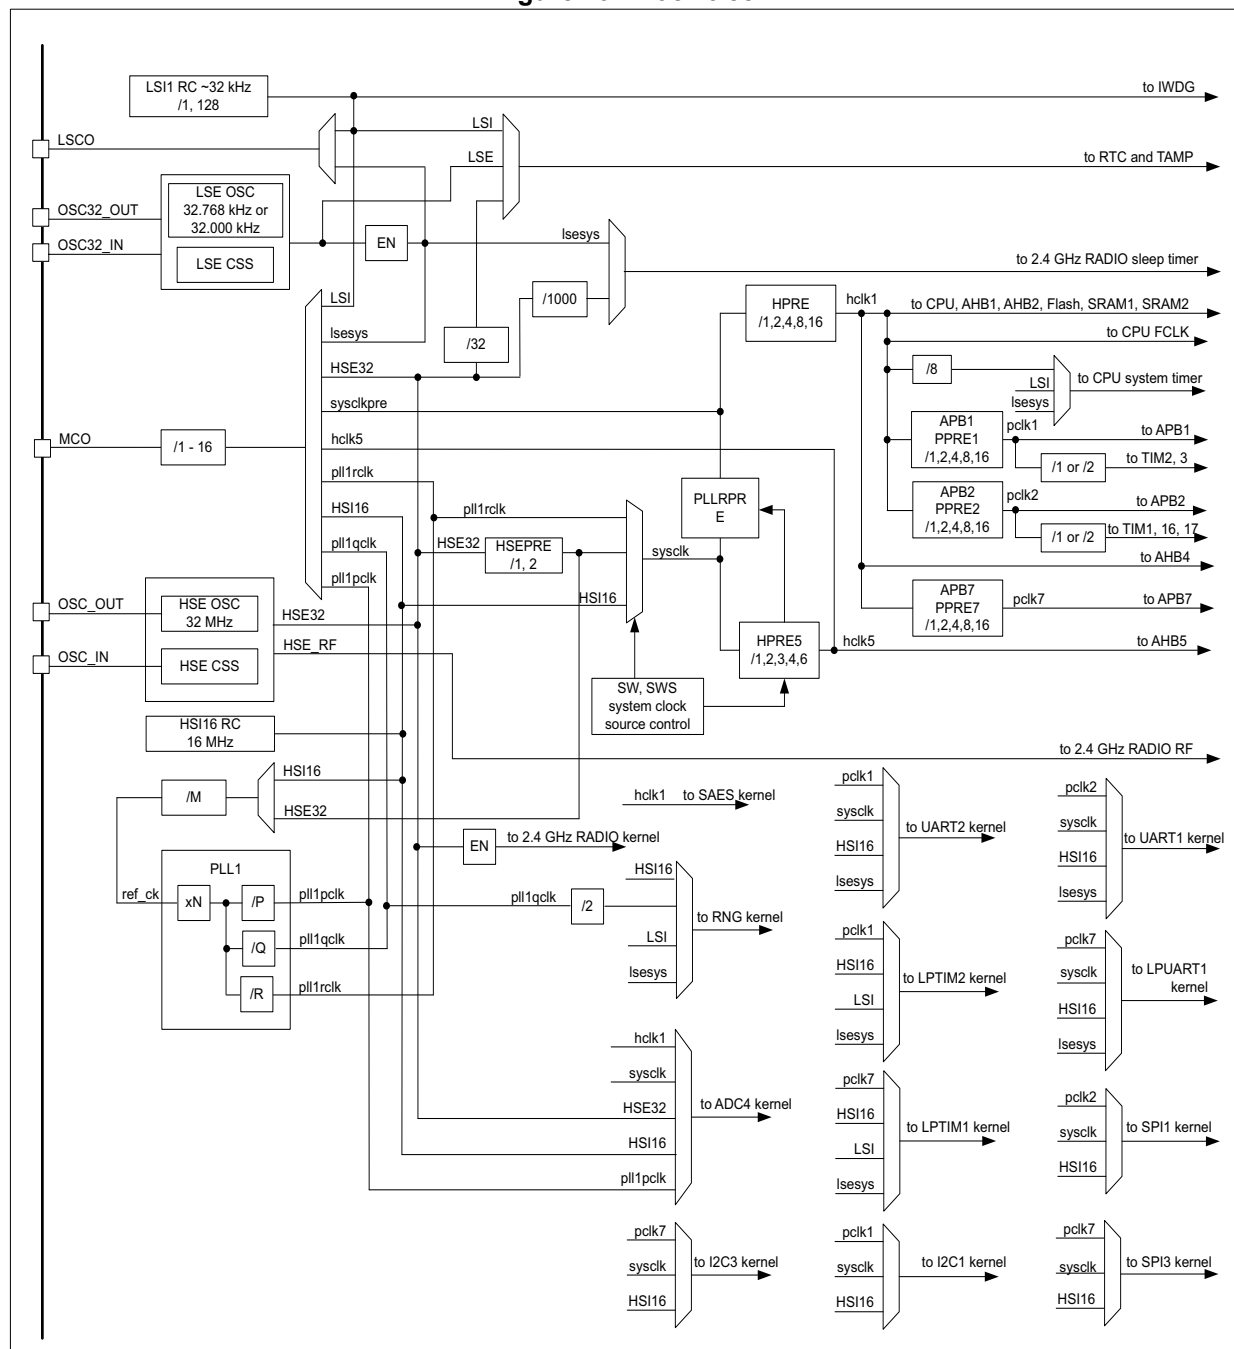 LSI1 RC ~32 kHz
/1, 128
to IWDG
LSCO
LSI
LSE
to RTC and TAMP
LSE OSC
32.768 kHz or
32.000 kHz
OSC32_OUT
OSC32_IN
LSE CSS
EN
lsesys
to 2.4 GHz RADIO sleep timer
/1000
/32
LSI
lsesys
HSE32
sysclkpre
hclk5
pll1rclk
HSI16
pll1qclk
pll1pclk
MCO
/1 - 16
HPRE
/1,2,4,8,16
hclk1
to CPU, AHB1, AHB2, Flash, SRAM1, SRAM2
to CPU FCLK
/8
LSI
lsesys
to CPU system timer
APB1
PPRE1
/1,2,4,8,16
pclk1
to APB1
/1 or /2
to TIM2, 3
APB2
PPRE2
/1,2,4,8,16
pclk2
to APB2
/1 or /2
to TIM1, 16, 17
to AHB4
APB7
PPRE7
/1,2,4,8,16
pclk7
to APB7
PLLRPR
E
pll1rclk
HSE32
HSEPRE
/1, 2
HSI16
sysclk
HPRE5
/1,2,3,4,6
hclk5
to AHB5
SW, SWS
system clock
source control
OSC_OUT
OSC_IN
HSE OSC
32 MHz
HSE CSS
HSE32
HSE_RF
HSI16 RC
16 MHz
to 2.4 GHz RADIO RF
/M
HSI16
HSE32
hclk1
to SAES kernel
EN
to 2.4 GHz RADIO kernel
PLL1
ref_ck
xN
/P
pll1pclk
/Q
pll1qclk
/R
pll1rclk
HSI16
pll1qclk
/2
LSI
lsesys
to RNG kernel
hclk1
sysclk
HSE32
HSI16
pll1pclk
to ADC4 kernel
pclk7
sysclk
HSI16
to I2C3 kernel
pclk1
sysclk
HSI16
lsesys
to UART2 kernel
pclk1
HSI16
LSI
lsesys
to LPTIM2 kernel
pclk7
HSI16
LSI
lsesys
to LPTIM1 kernel
pclk1
sysclk
HSI16
to I2C1 kernel
pclk2
sysclk
HSI16
lsesys
to UART1 kernel
pclk7
sysclk
HSI16
lsesys
to LPUART1
kernel
pclk2
sysclk
HSI16
to SPI1 kernel
pclk7
sysclk
HSI16
to SPI3 kernel